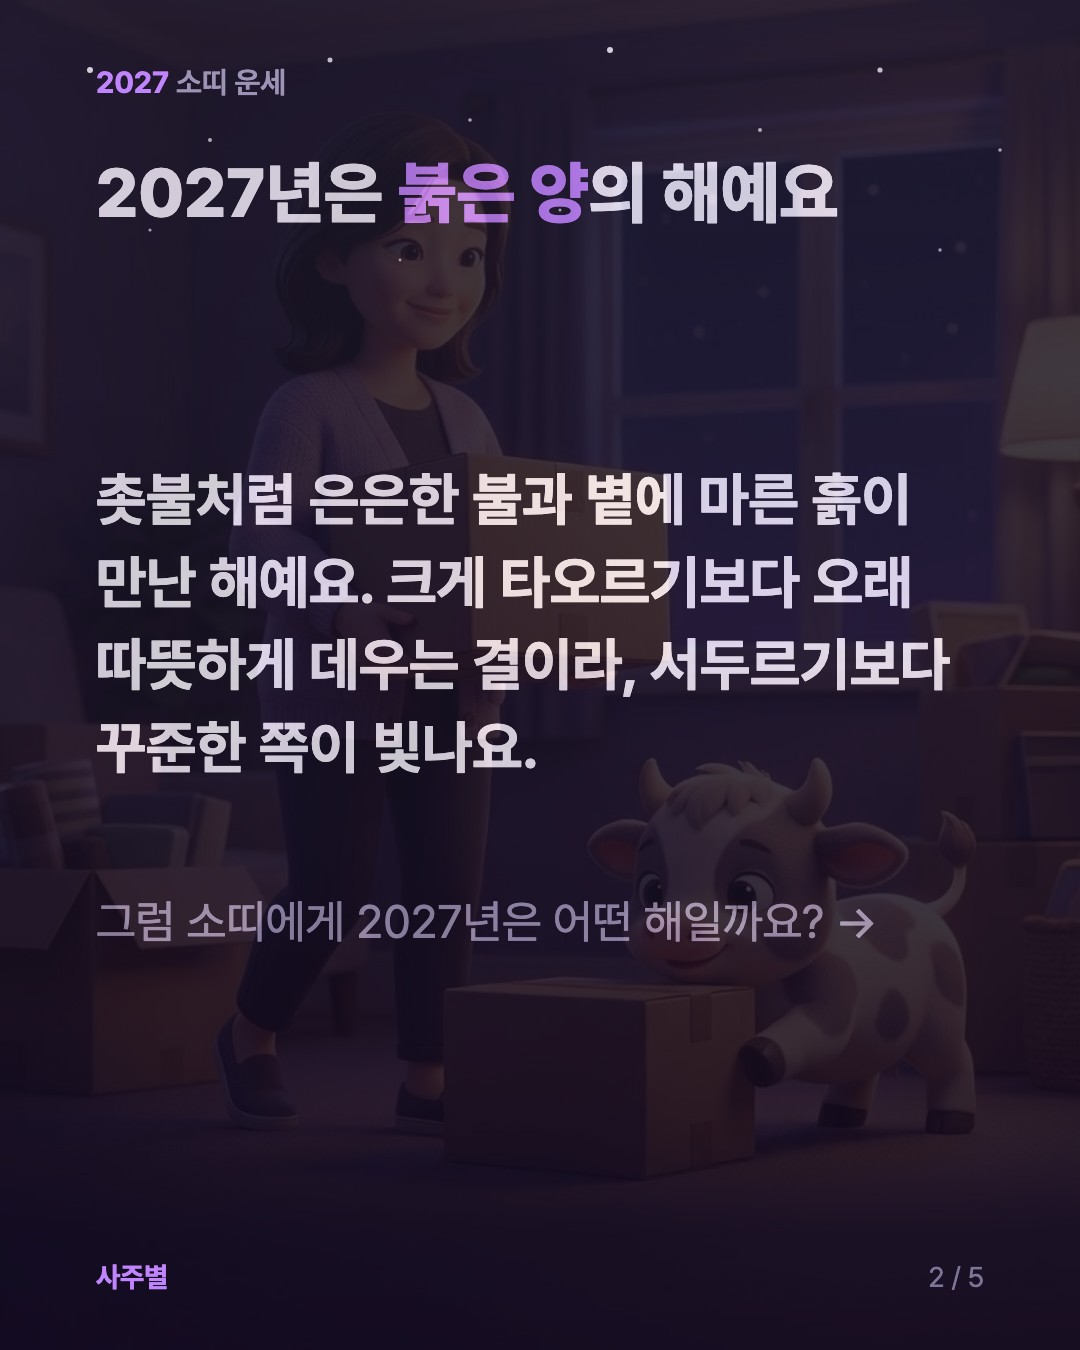 2027 소띠 운세
2027년은 붉은 양의 해예요
촛불처럼 은은한 불과 볕에 마른 흙이
만난 해예요. 크게 타오르기보다 오래
따뜻하게 데우는 결이라, 서두르기보다
꾸준한 쪽이 빛나요.
그럼 소띠에게 2027년은 어떤 해일까요? →
사주별
2 / 5